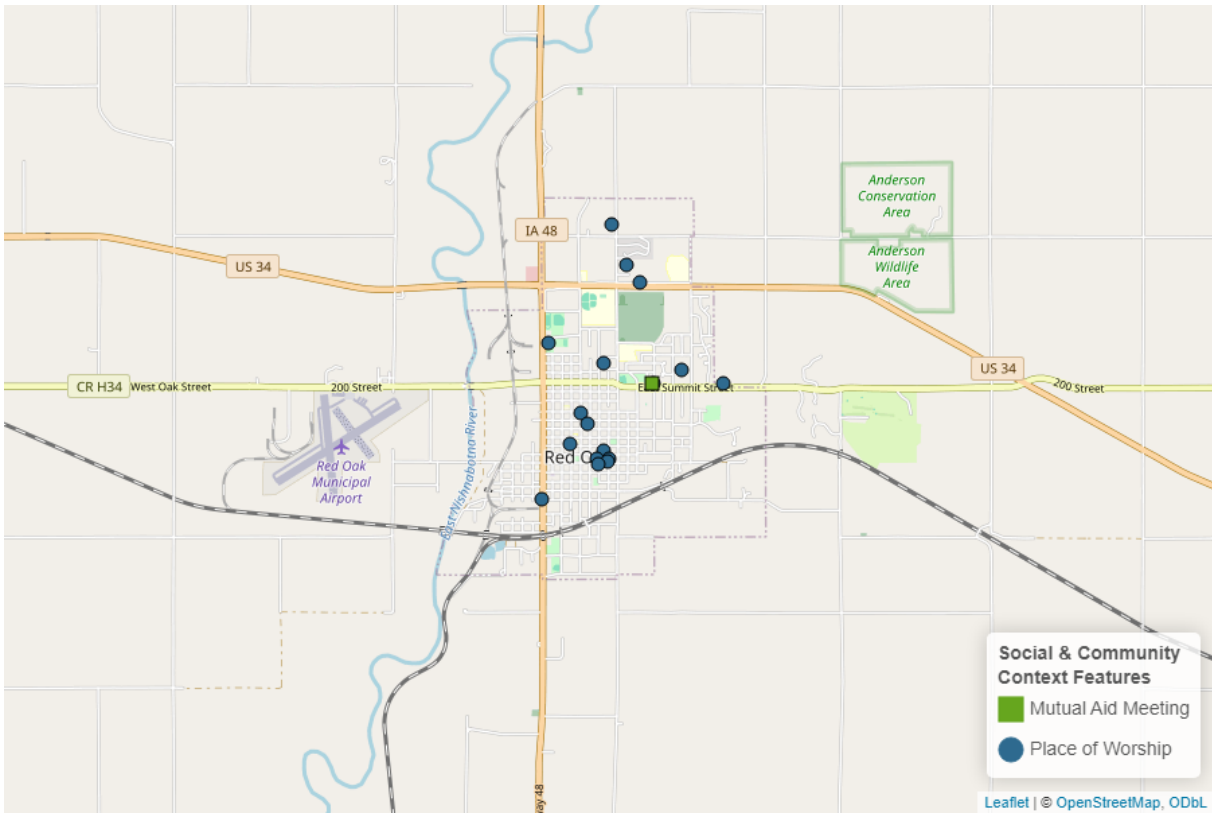 Anderson
Conservation
Area
IA 48
Anderson
Wildlife
Area
US 34
US 34
CR H34
West Oak Street
200 Street
East Summit Street
200 Street
Red
Red Oak
Municipal
Airport
East Nishnabotna River
Social & Community
Context Features
Mutual Aid Meeting
Place of Worship
48
Leaflet | © OpenStreetMap, ODbL